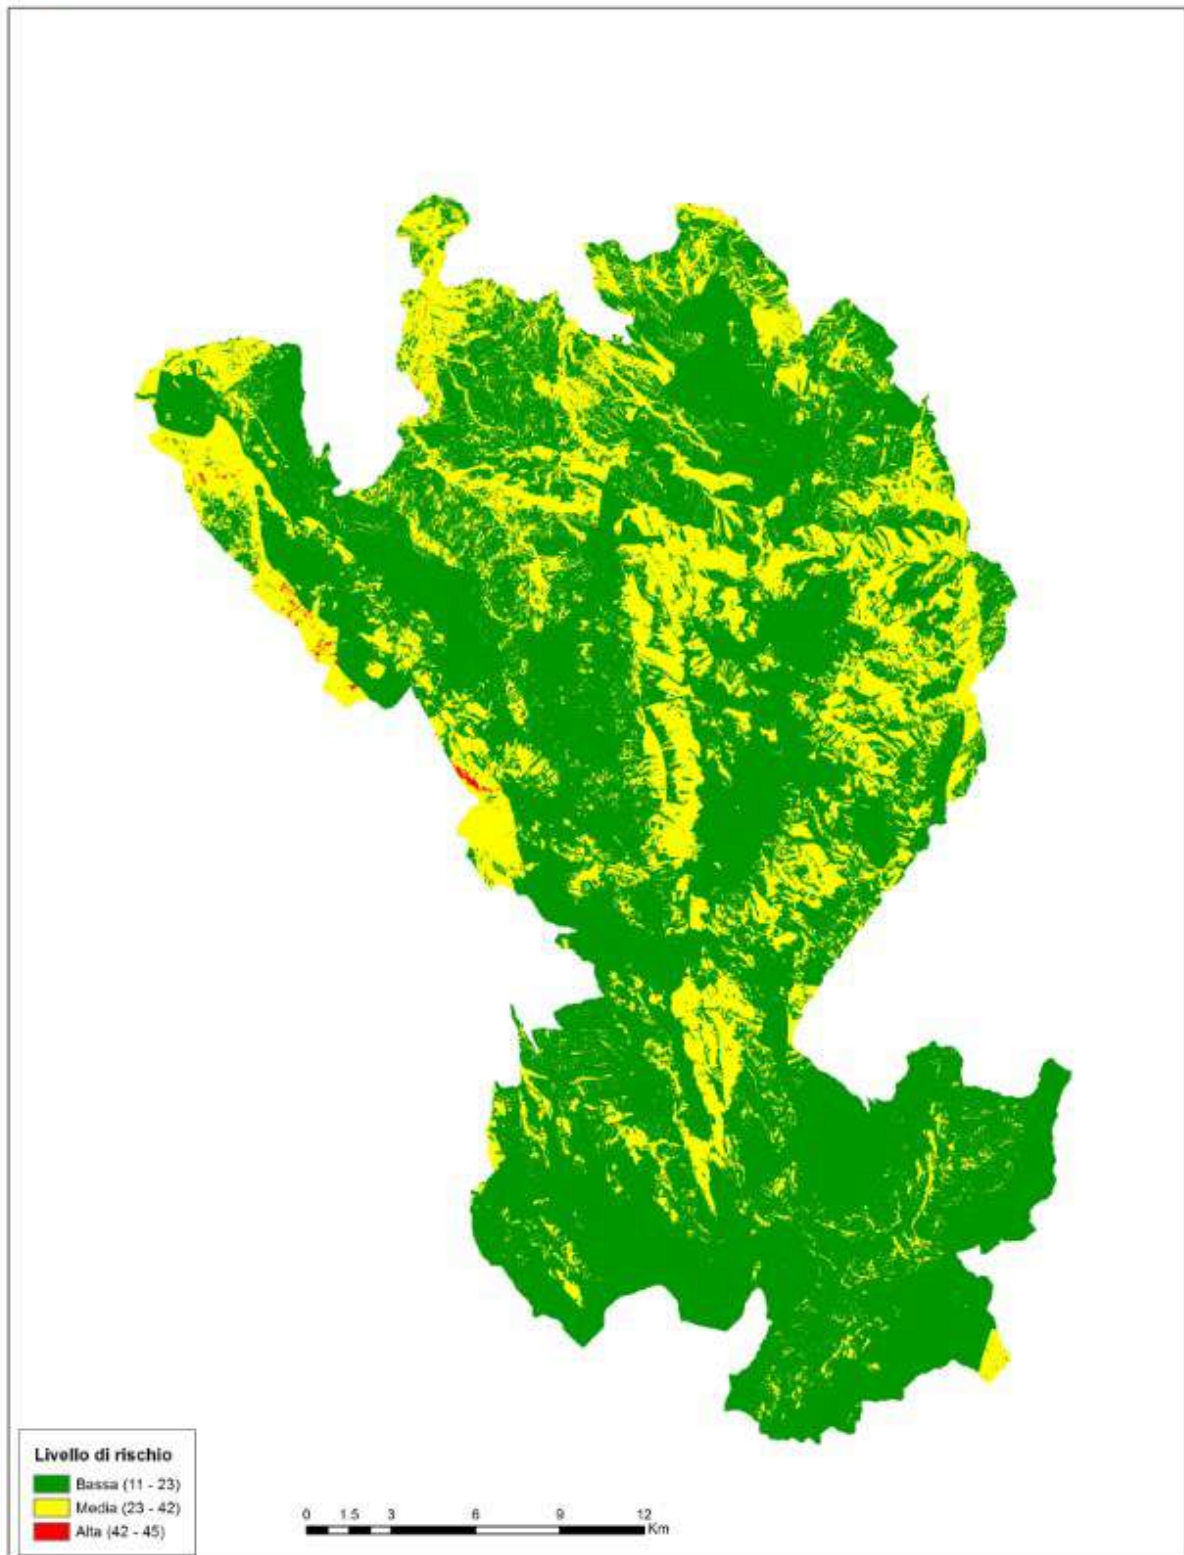 Livello di rischio
Bassa (11 - 23)
Media (23 - 42)
Alta (42 - 45)
0 1.5 3 6 9 12
Km